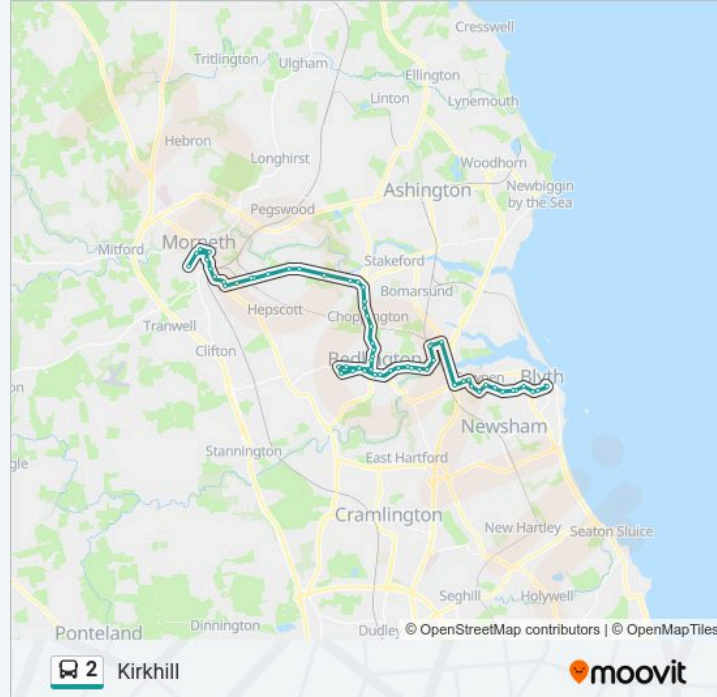 Cresswell
Tritlington
Ulgham
Ellington
Linton
Lynemouth
Hebron
Longhirst
Woodhorn
Ashington
Newbiggin
by the Sea
Pegswood
Morpeth
Mitford
Stakeford
Bomarsund
Hepscott
Choppington
Tranwell
Clifton
Bedlington
Blyth
Newsham
Stannington
East Hartford
Cramlington
New Hartley
Seaton Sluice
Seghill
Holywell
Dinnington
Dudley
Ponteland
© OpenStreetMap contributors | © OpenMapTiles
2 Kirkhill
moovit